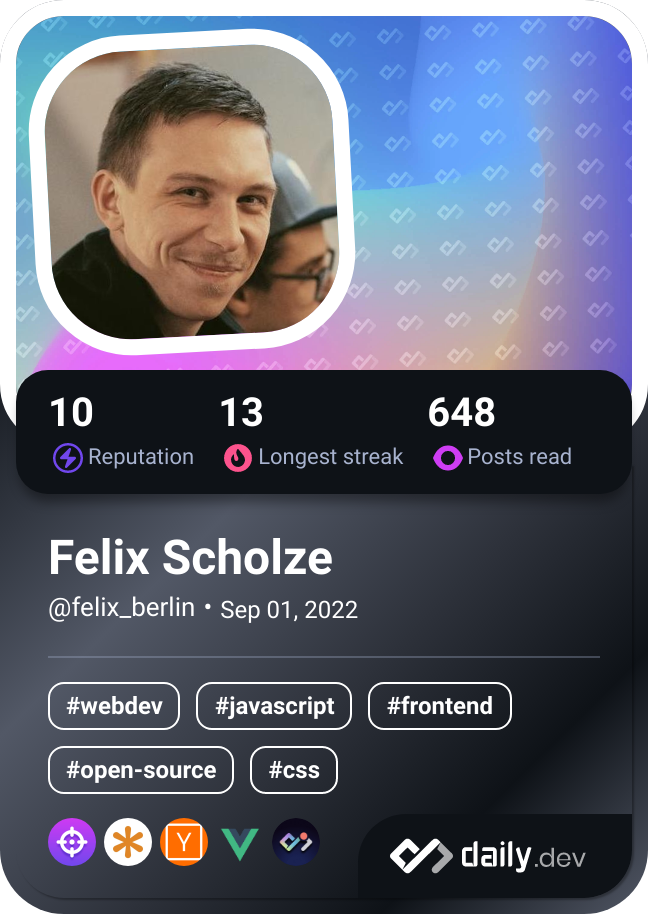 10 13 648
Reputation Longest streak Posts read
Felix Scholze
@felix_berlin • Sep 01, 2022
#webdev #javascript #frontend
#open-source #css
Y daily.dev